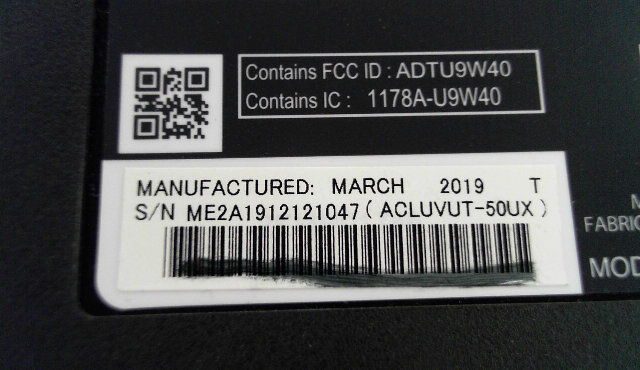 Contains FCC ID : ADTU9W40
Contains IC : 1178A-U9W40
MANUFACTURED: MARCH 2019 T
S/N ME2A1912121047 ( ACLUVUT-50UX )
M
FABRIC
MOD